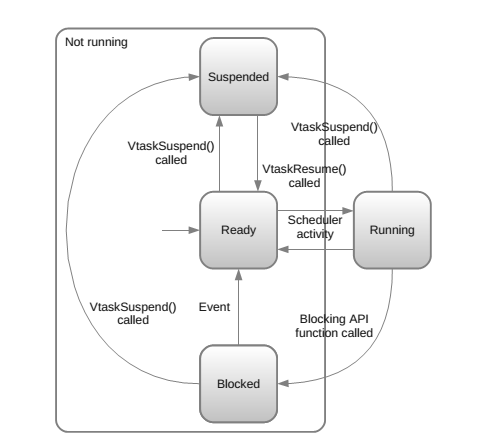 Not running
Suspended
VtaskSuspend()
called
VtaskSuspend()
called
VtaskResume()
called
Ready
Scheduler
activity
Running
VtaskSuspend()
called
Event
Blocking API
function called
Blocked